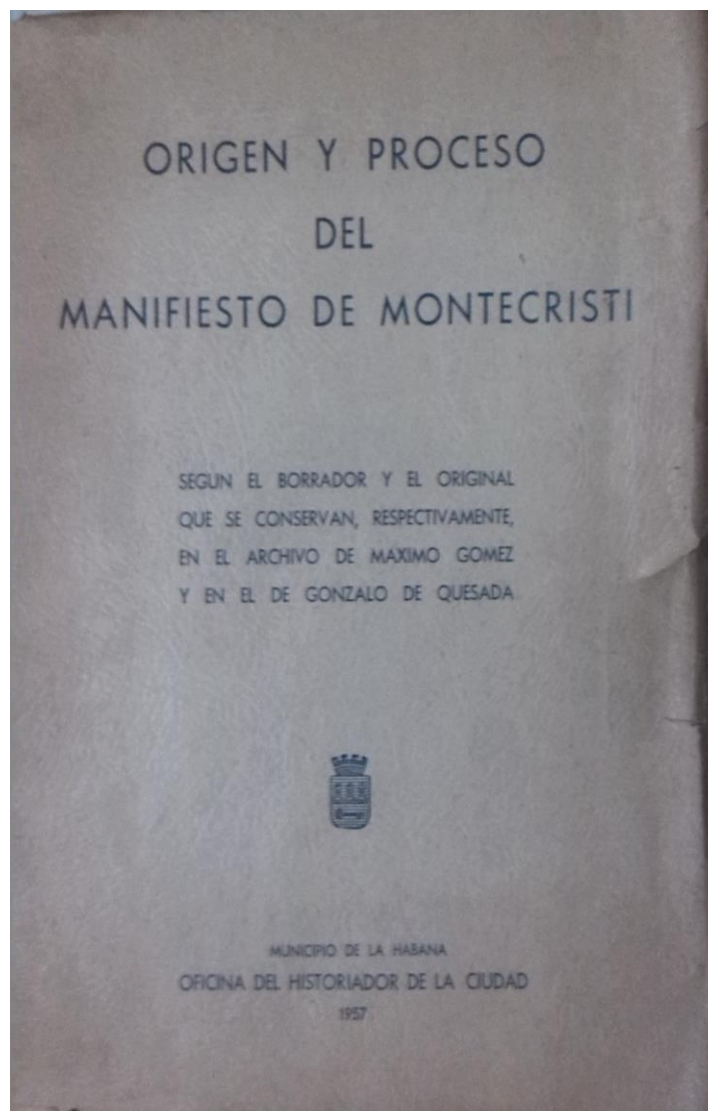 ORIGEN Y PROCESO
DEL
MANIFIESTO DE MONTECRISTI
SEGUN EL BORRADOR Y EL ORIGINAL
QUE SE CONSERVAN, RESPECTIVAMENTE,
EN EL ARCHIVO DE MAXIMO GOMEZ
Y EN EL DE GONZALO DE QUESADA
MUNICIPIO DE LA HABANA
OFICINA DEL HISTORIADOR DE LA CIUDAD
1957